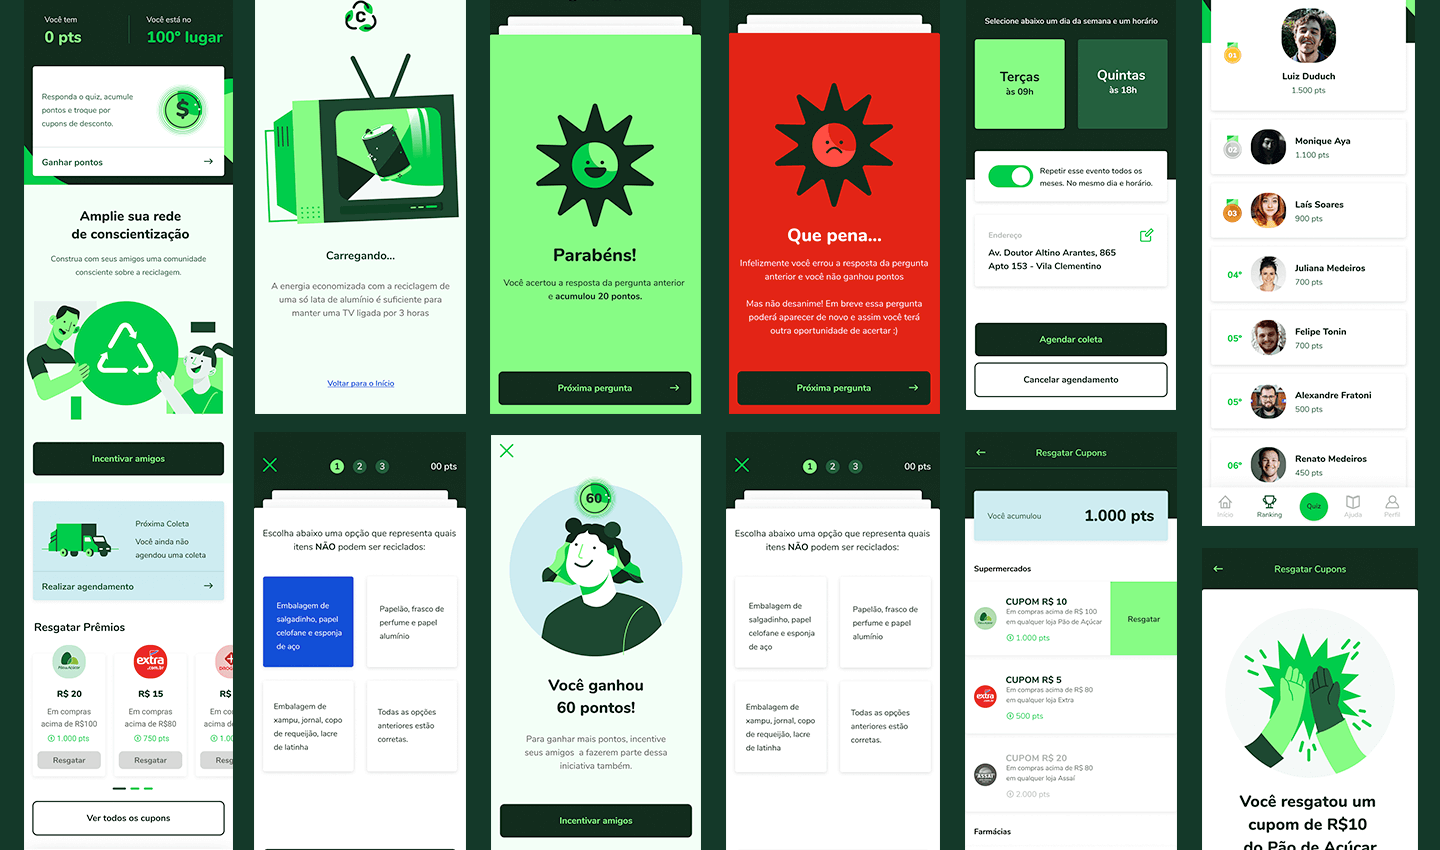 Você tem
0 pts
Você está no
100º lugar
Responda o quiz, acumule
pontos e troque por
cupons de desconto.
$
Ganhar pontos
Amplie sua rede
de conscientização
Construa com seus amigos uma comunidade
consciente sobre a reciclagem.
Incentivar amigos
Próxima Coleta
Você ainda não
agendou uma coleta
Realizar agendamento
Resgatar Prêmios
R$ 20
Em compras
acima de R$100
1.000 pts
Resgatar
extra
.com.br
R$ 15
Em compras
acima de R$80
750 pts
Resgatar
R$
Em c
acima d
1.00
Resg
Ver todos os cupons
C
Carregando...
A energia economizada com a reciclagem de
uma só lata de alumínio é suficiente para
manter uma TV ligada por 3 horas
Voltar para o Início
Parabéns!
Você acertou a resposta da pergunta anterior
e acumulou 20 pontos.
Próxima pergunta
Que pena...
Infelizmente você errou a resposta da pergunta
anterior e você não ganhou pontos
Mas não desanime! Em breve essa pergunta
poderá aparecer de novo e assim você terá
outra oportunidade de acertar :)
Próxima pergunta
Selecione abaixo um dia da semana e um horário
Terças
às 09h
Quintas
às 18h
Repetir esse evento todos os
meses. No mesmo dia e horário.
Endereço
Av. Doutor Altino Arantes, 865
Apto 153 - Vila Clementino
Agendar coleta
Cancelar agendamento
01
Luiz Duduch
1.500 pts
02
Monique Aya
1.100 pts
03
Laís Soares
900 pts
04º
Juliana Medeiros
700 pts
05º
Felipe Tonin
700 pts
05º
Alexandre Fratoni
500 pts
06º
Renato Medeiros
450 pts
Início
Ranking
Quiz
Ajuda
Perfil
1
2
3
00 pts
Escolha abaixo uma opção que representa quais
itens NÃO podem ser reciclados:
Embalagem de
salgadinho, papel
celofane e esponja
de aço
Papelão, frasco de
perfume e papel
alumínio
Embalagem de
xampu, jornal, copo
de requeijão, lacre
de latinha
Todas as opções
anteriores estão
corretas.
60
Você ganhou
60 pontos!
Para ganhar mais pontos, incentive
seus amigos a fazerem parte dessa
iniciativa também.
Incentivar amigos
1
2
3
00 pts
Escolha abaixo uma opção que representa quais
itens NÃO podem ser reciclados:
Embalagem de
salgadinho, papel
celofane e esponja
de aço
Papelão, frasco de
perfume e papel
alumínio
Embalagem de
xampu, jornal, copo
de requeijão, lacre
de latinha
Todas as opções
anteriores estão
corretas.
Resgatar Cupons
Você acumulou
1.000 pts
Supermercados
CUPOM R$ 10
Em compras acima de R$ 100
em qualquer loja Pão de Açúcar
1.000 pts
Resgatar
extra
CUPOM R$ 5
Em compras acima de R$ 80
em qualquer loja Extra
500 pts
ASSAÍ
CUPOM R$ 20
Em compras acima de R$ 80
em qualquer loja Assaí
2.000 pts
Farmácias
Resgatar Cupons
Você resgatou um
cupom de R$10
do Pão de Açúcar